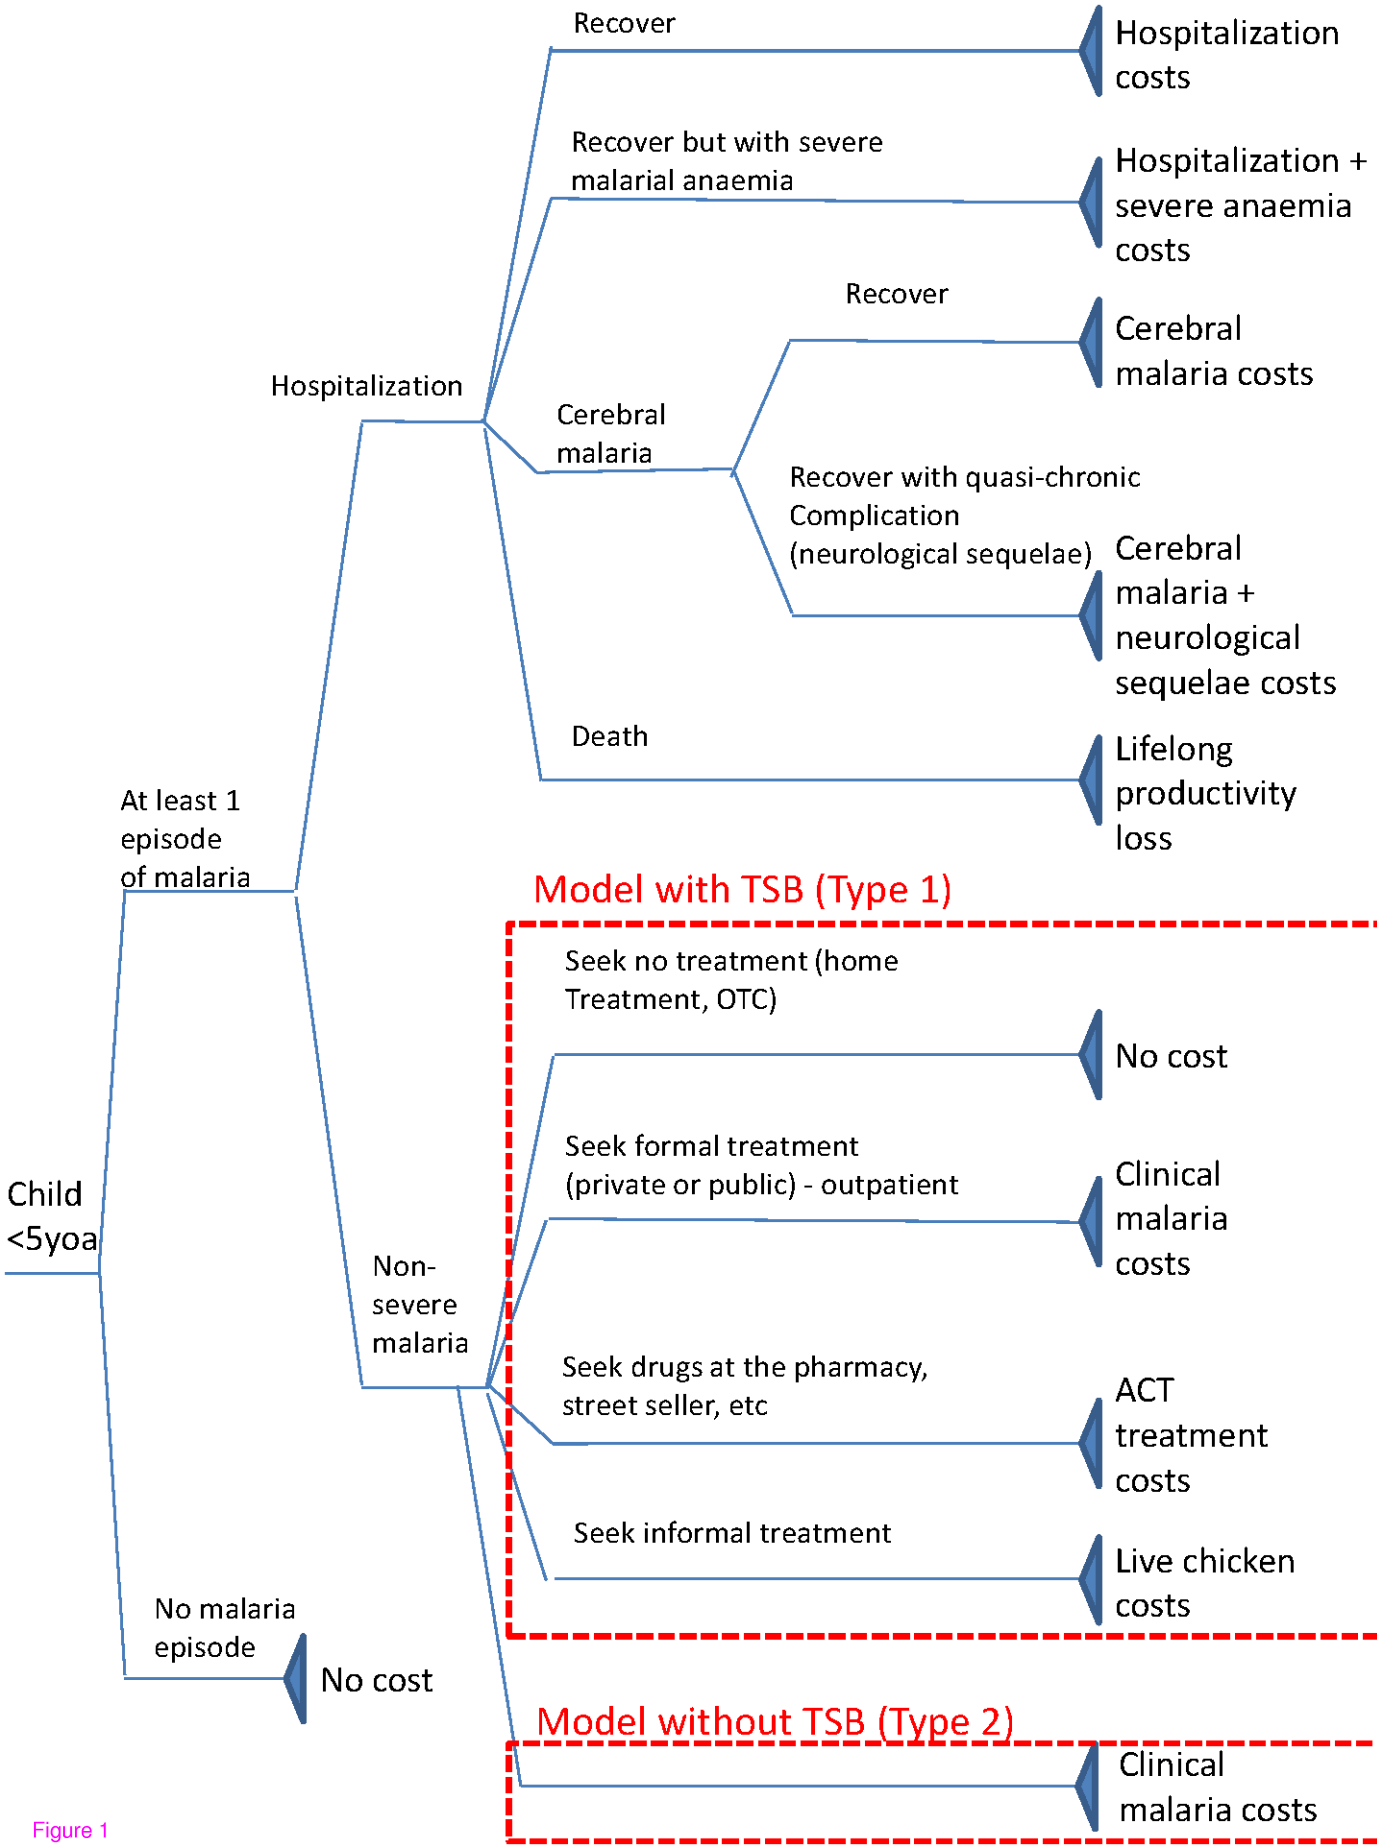 Recover
Hospitalization
costs
Recover but with severe
malarial anaemia
Hospitalization +
severe anaemia
costs
Recover
Cerebral
malaria costs
Hospitalization
Cerebral
malaria
Recover with quasi-chronic
Complication
(neurological sequelae)
Cerebral
malaria +
neurological
sequelae costs
Death
Lifelong
productivity
loss
At least 1
episode
of malaria
Model with TSB (Type 1)
Seek no treatment (home
Treatment, OTC)
No cost
Seek formal treatment
(private or public) - outpatient
Clinical
malaria
costs
Child
<5yoa
Non-
severe
malaria
Seek drugs at the pharmacy,
street seller, etc
ACT
treatment
costs
Seek informal treatment
Live chicken
costs
No malaria
episode
No cost
Model without TSB (Type 2)
Clinical
malaria costs
Figure 1